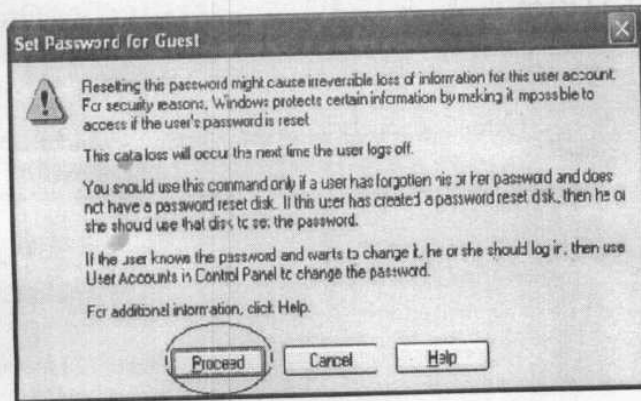 Set Password for Guest
Resetting this password might cause irreversible loss of information for this user account.
For security reasons, Windows protects certain information by making it impossible to
access if the user's password is reset.
This data loss will occur the next time the user logs off.
You should use this command only if a user has forgotten his or her password and does
not have a password reset disk. If this user has created a password reset disk, then he or
she should use that disk to set the password.
If the user knows the password and wants to change it, he or she should log in, then use
User Accounts in Control Panel to change the password.
For additional information, click Help.
Proceed Cancel Help